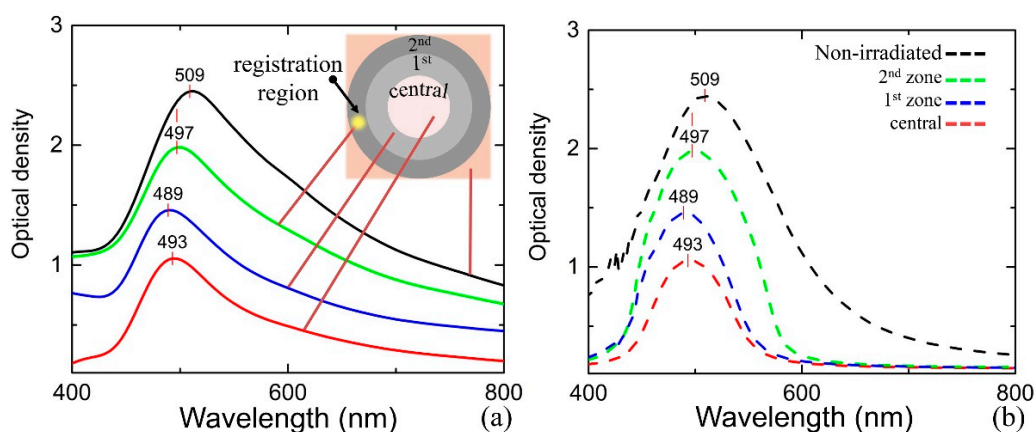 3
2
1
Optical density
509
497
489
493
registration
region
2nd
1st
central
400
600
800
Wavelength (nm)
(a)
3
2
1
Optical density
509
497
489
493
Non-irradiated
2nd zone
1st zone
central
400
600
800
Wavelength (nm)
(b)